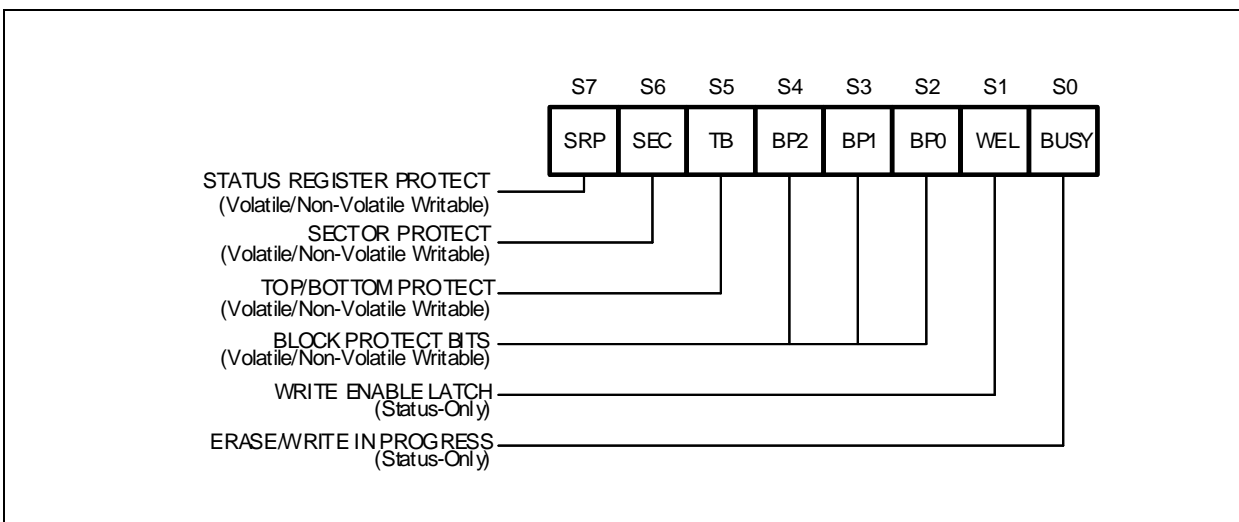 S7 S6 S5 S4 S3 S2 S1 S0
SRP SEC TB BP2 BP1 BP0 WEL BUSY
STATUS REGISTER PROTECT
(Volatile/Non-Volatile Writable)
SECTOR PROTECT
(Volatile/Non-Volatile Writable)
TOP/BOTTOM PROTECT
(Volatile/Non-Volatile Writable)
BLOCK PROTECT BITS
(Volatile/Non-Volatile Writable)
WRITE ENABLE LATCH
(Status-Only)
ERASE/WRITE IN PROGRESS
(Status-Only)